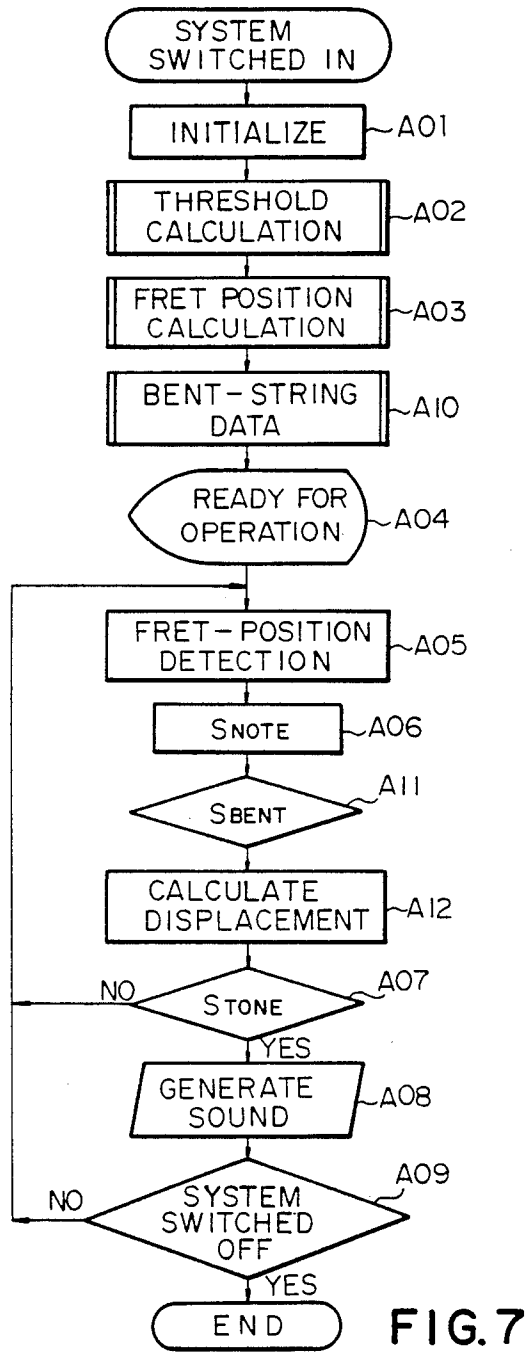 SYSTEM
SWITCHED IN
INITIALIZE
A01
THRESHOLD
CALCULATION
A02
FRET POSITION
CALCULATION
A03
BENT-STRING
DATA
A10
READY FOR
OPERATION
A04
FRET-POSITION
DETECTION
A05
SNOTE
A06
SBENT
A11
CALCULATE
DISPLACEMENT
A12
STONE
A07
NO
YES
GENERATE
SOUND
A08
SYSTEM
SWITCHED
OFF
A09
NO
YES
END
FIG. 7